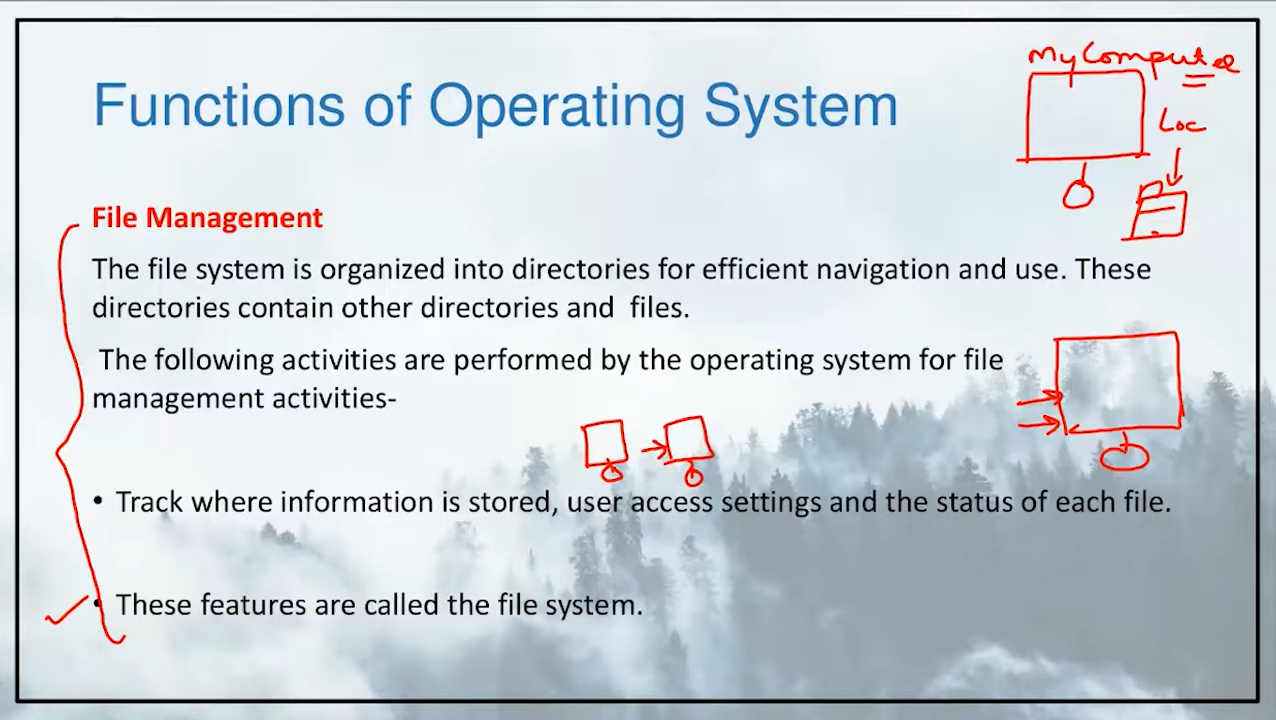 Functions of Operating System
My Computer
Loc
File Management
The file system is organized into directories for efficient navigation and use. These
directories contain other directories and files.
The following activities are performed by the operating system for file
management activities-
• Track where information is stored, user access settings and the status of each file.
• These features are called the file system.